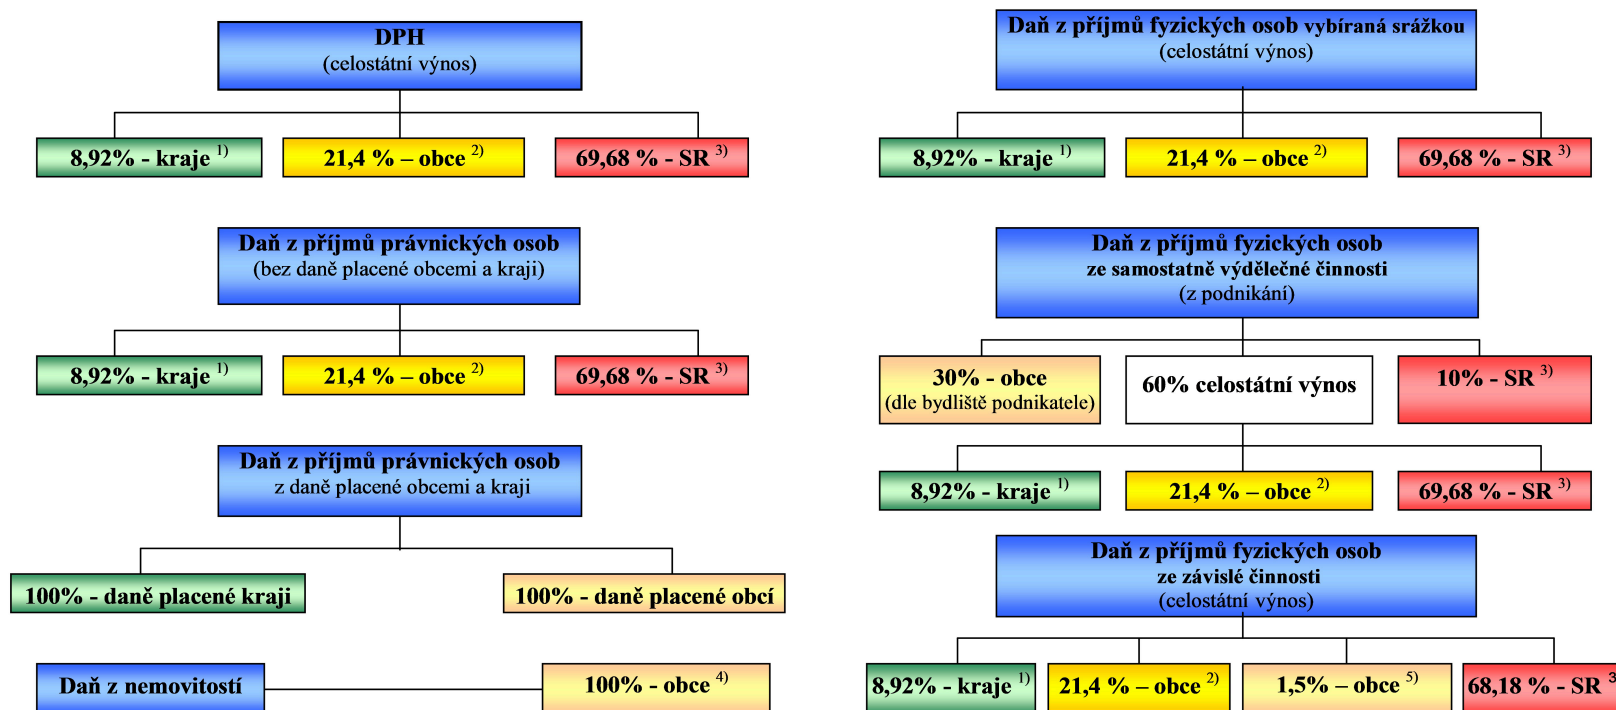 DPH
(celostátní výnos)
8,92% - kraje 1)
21,4 % – obce 2)
69,68 % - SR 3)
Daň z příjmů právnických osob
(bez daně placené obcemi a kraji)
8,92% - kraje 1)
21,4 % – obce 2)
69,68 % - SR 3)
Daň z příjmů právnických osob
z daně placené obcemi a kraji
100% - daně placené kraji
100% - daně placené obcí
Daň z nemovitostí
100% - obce 4)
Daň z příjmů fyzických osob vybíraná srážkou
(celostátní výnos)
8,92% - kraje 1)
21,4 % – obce 2)
69,68 % - SR 3)
Daň z příjmů fyzických osob
ze samostatně výdělečné činnosti
(z podnikání)
30% - obce
(dle bydliště podnikatele)
60% celostátní výnos
10% - SR 3)
8,92% - kraje 1)
21,4 % – obce 2)
69,68 % - SR 3)
Daň z příjmů fyzických osob
ze závislé činnosti
(celostátní výnos)
8,92% - kraje 1)
21,4 % – obce 2)
1,5% – obce 5)
68,18 % - SR 3